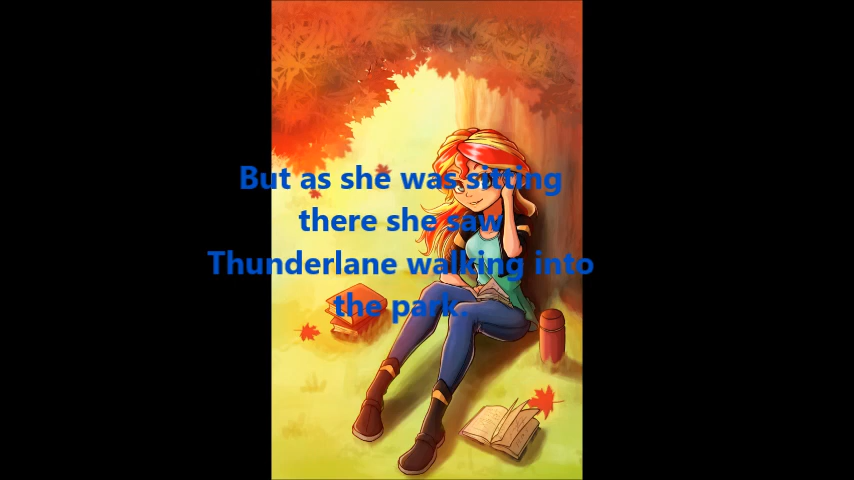 But as she was sitting
there she saw
Thunderlane walking into
the park.